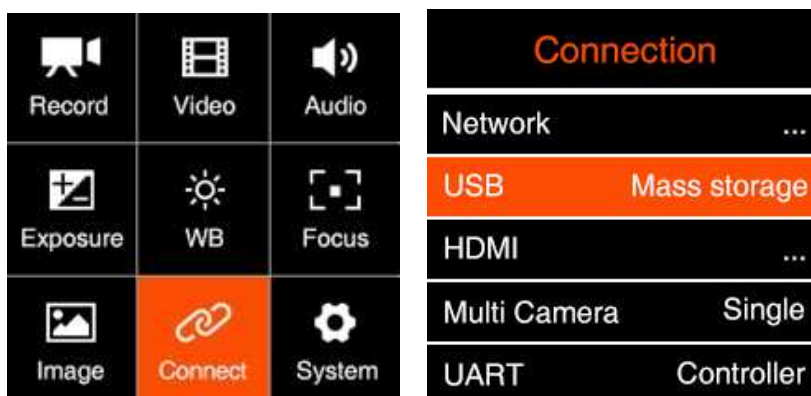 Record Video Audio
Exposure WB Focus
Image Connect System
Connection
Network ...
USB Mass storage
HDMI ...
Multi Camera Single
UART Controller